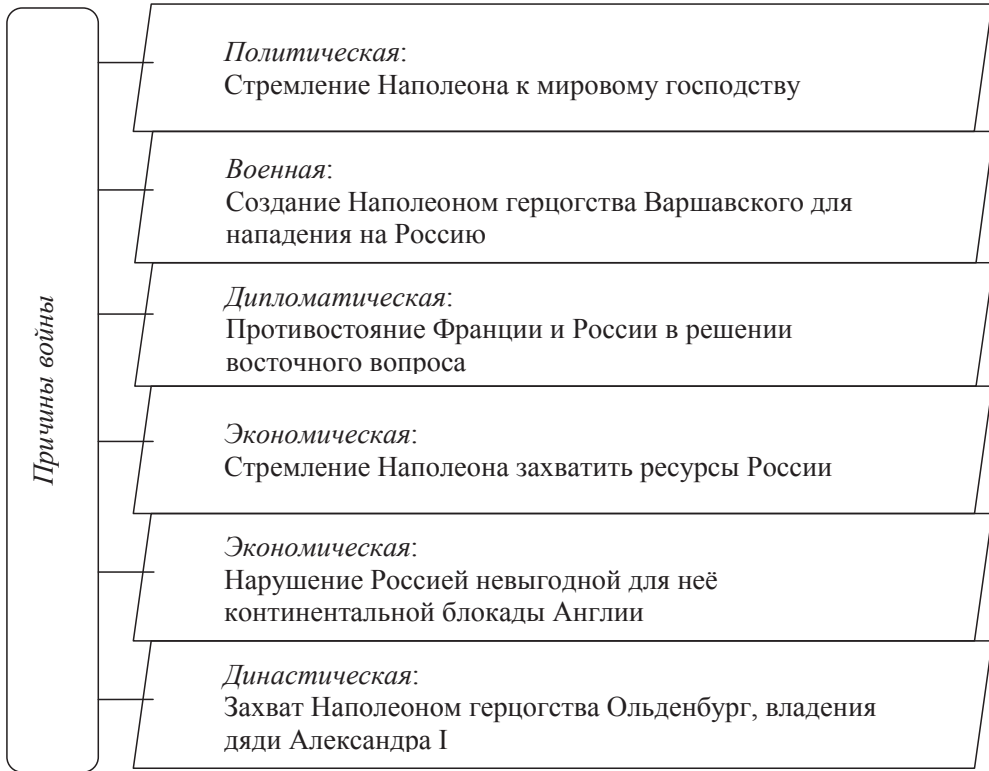 Причины войны
Политическая:
Стремление Наполеона к мировому господству
Военная:
Создание Наполеоном герцогства Варшавского для
нападения на Россию
Дипломатическая:
Противостояние Франции и России в решении
восточного вопроса
Экономическая:
Стремление Наполеона захватить ресурсы России
Экономическая:
Нарушение Россией невыгодной для неё
континентальной блокады Англии
Династическая:
Захват Наполеоном герцогства Ольденбург, владения
дяди Александра I